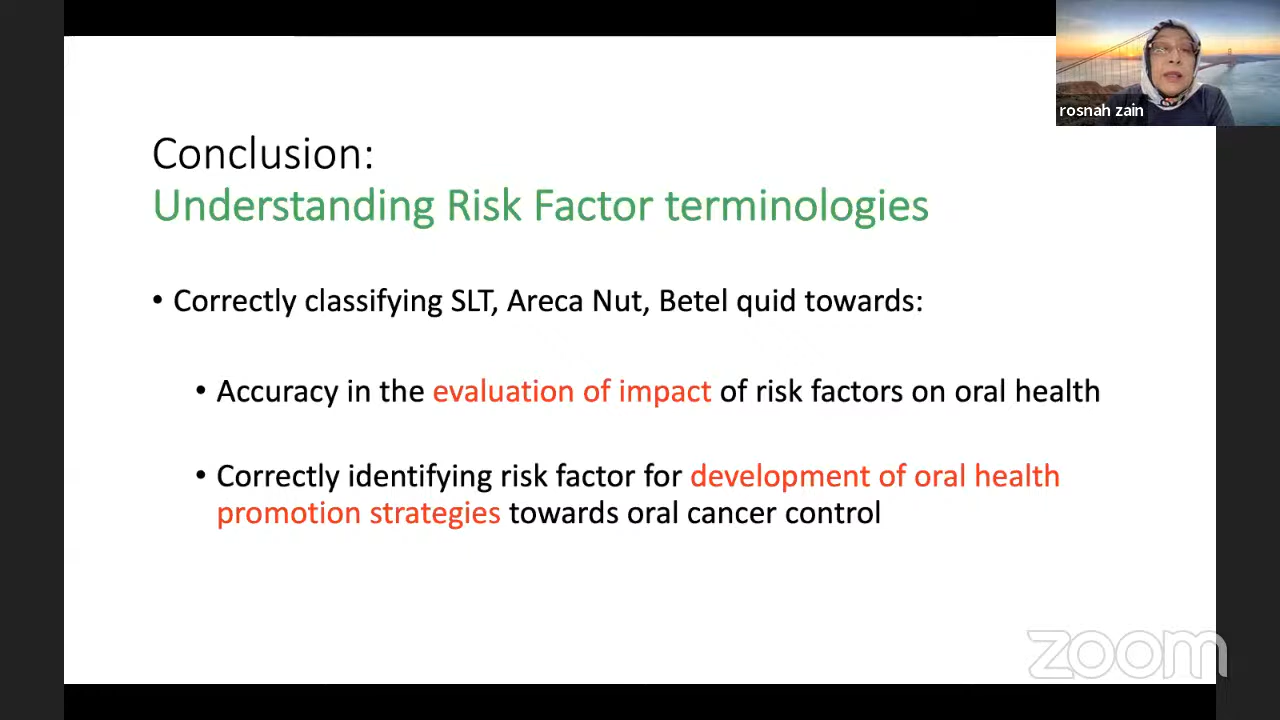 rosnah zain
Conclusion:
Understanding Risk Factor terminologies
• Correctly classifying SLT, Areca Nut, Betel quid towards:
• Accuracy in the evaluation of impact of risk factors on oral health
• Correctly identifying risk factor for development of oral health
promotion strategies towards oral cancer control
zoom